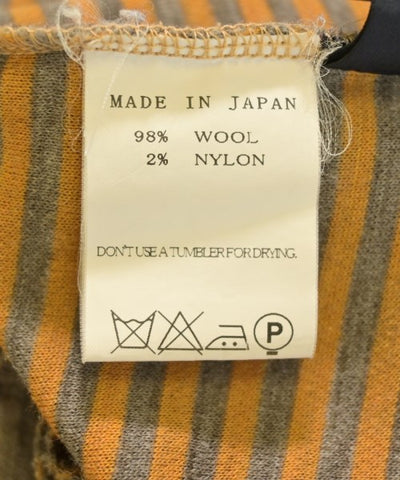 MADE IN JAPAN
98% WOOL
2% NYLON
DON'T USE A TUMBLER FOR DRYING.
P